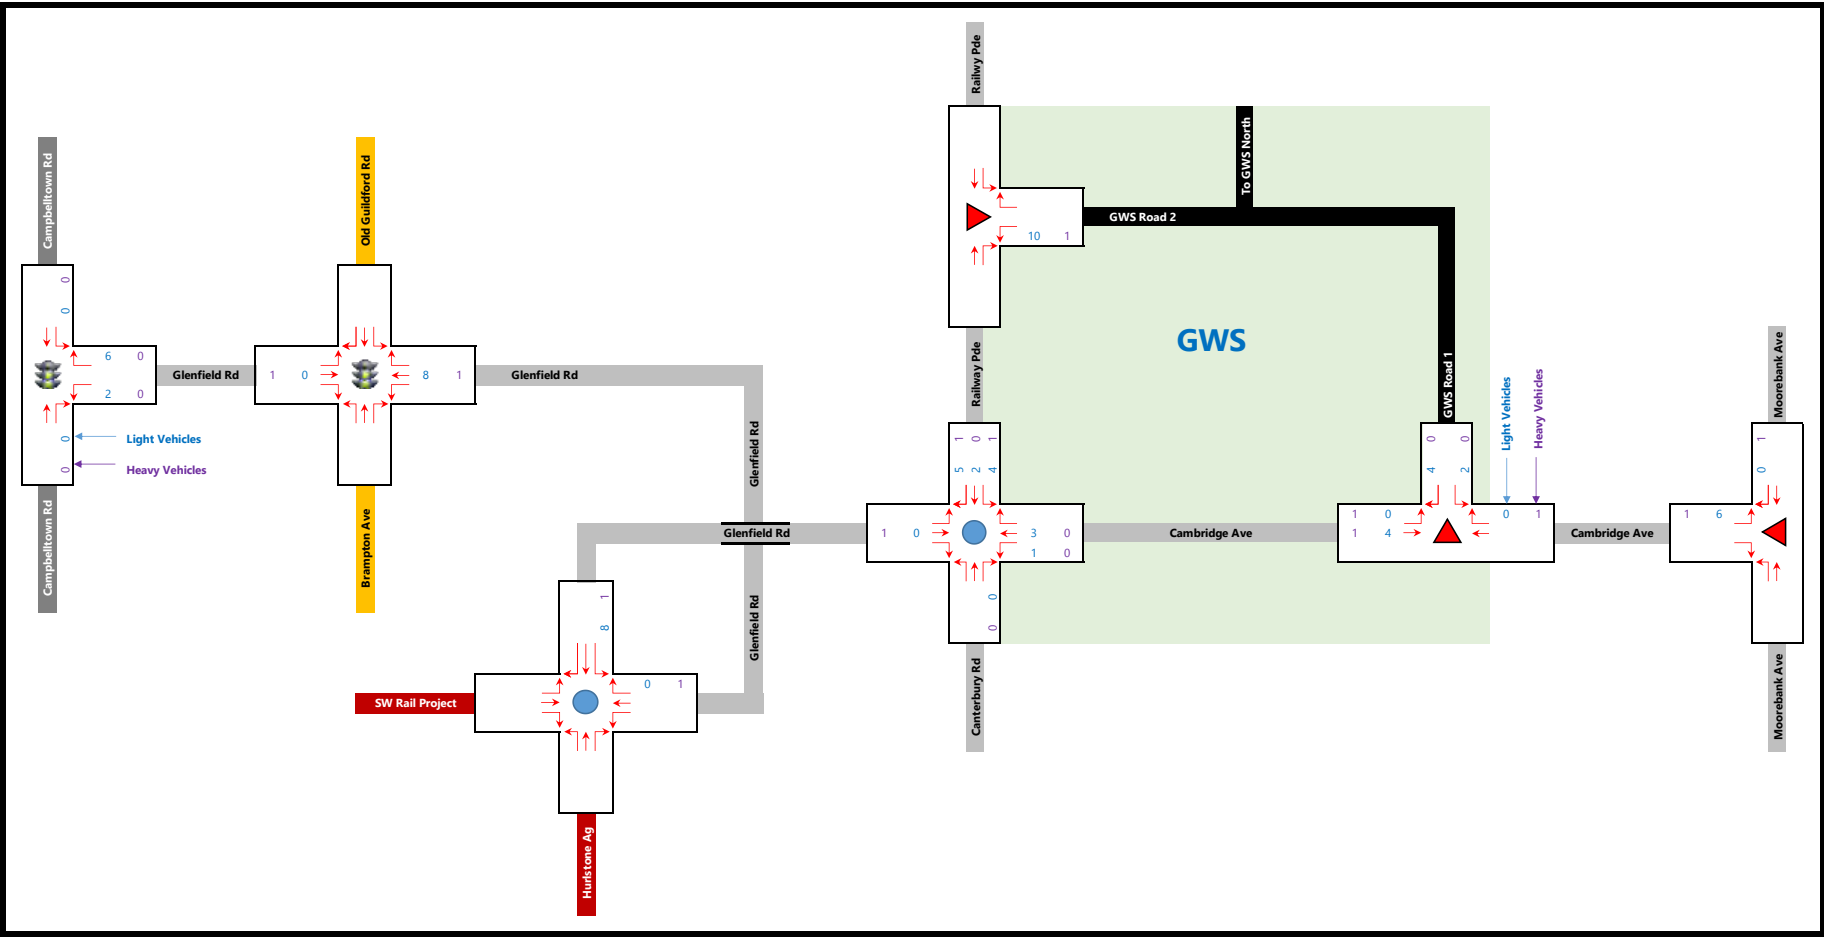 Railwy Pde
To GWS North
GWS Road 2
10 1
Campbelltown Rd
Old Guildford Rd
0
0
6 0
2 0
Glenfield Rd
1 0
8 1
Glenfield Rd
0
0
Light Vehicles
Heavy Vehicles
Campbelltown Rd
Brampton Ave
Glenfield Rd
Glenfield Rd
Glenfield Rd
GWS
Railway Pde
GWS Road 1
Light Vehicles
Heavy Vehicles
Moorebank Ave
1 0 1
5 2 4
1 0
3 0
1 0
0
0
Cambridge Ave
0 0
4 2
1 0
1 4
0 1
Cambridge Ave
1
0
1 6
1
8
0 1
SW Rail Project
Hurlstone Ag
Canterbury Rd
Moorebank Ave